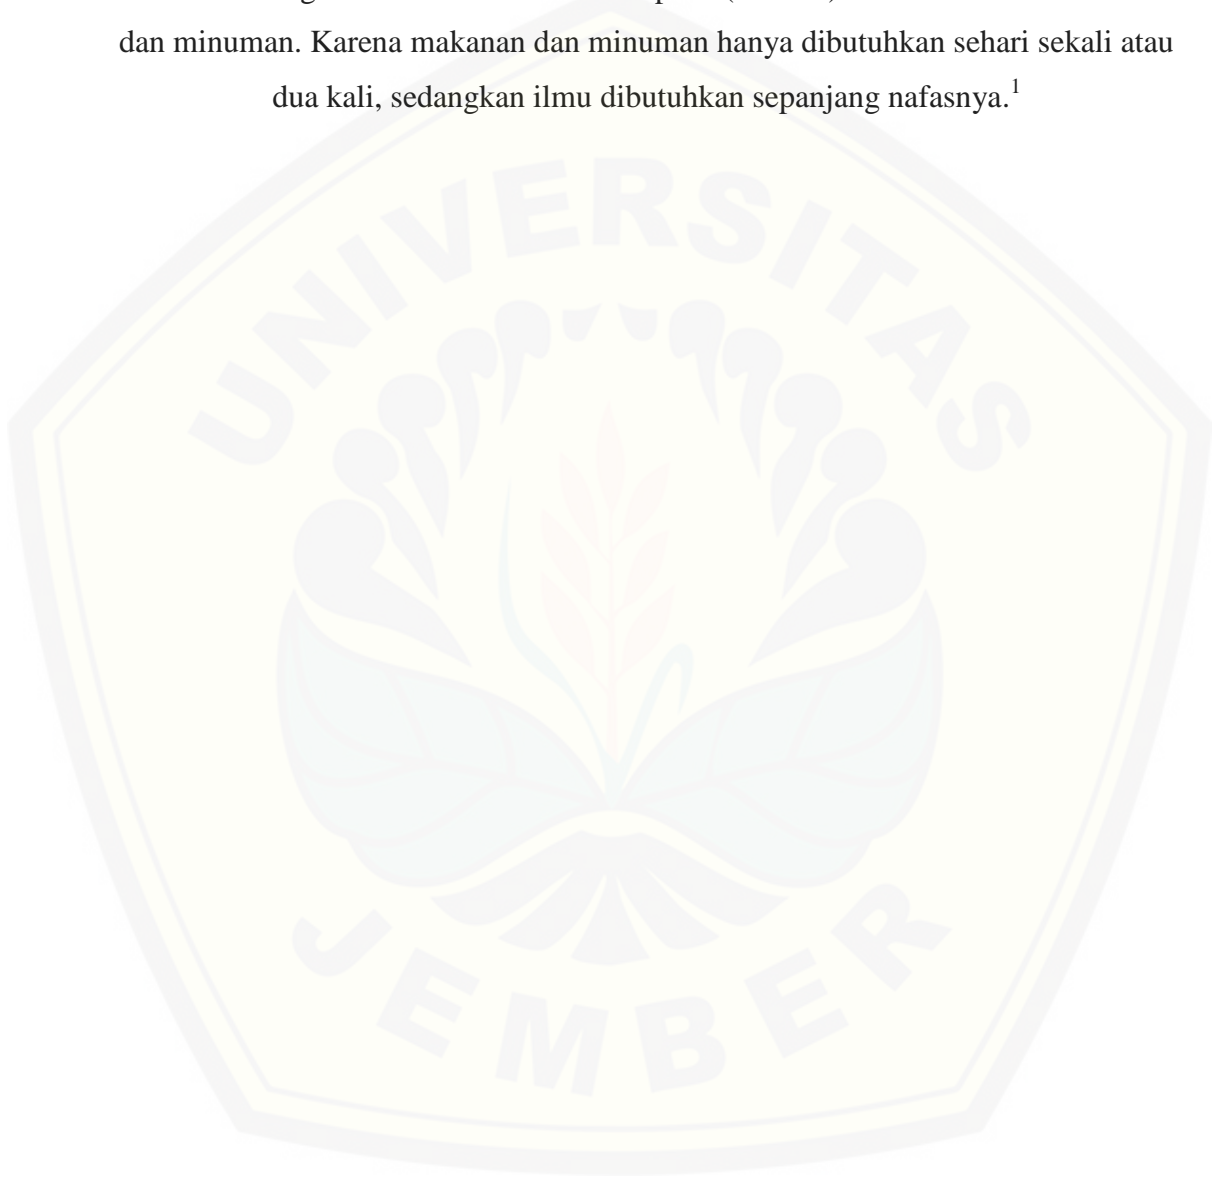 dan minuman. Karena makanan dan minuman hanya dibutuhkan sehari sekali atau
dua kali, sedangkan ilmu dibutuhkan sepanjang nafasnya.1
UNIVERSITAS
JEMBER